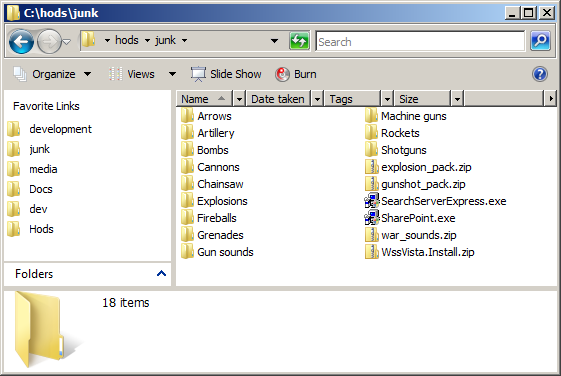 C:\hods\junk
hods junk
Search
Organize Views Slide Show Burn
Favorite Links
development
junk
media
Docs
dev
Hods
Folders
Name Date taken Tags Size
Arrows
Artillery
Bombs
Cannons
Chainsaw
Explosions
Fireballs
Grenades
Gun sounds
Machine guns
Rockets
Shotguns
explosion_pack.zip
gunshot_pack.zip
SearchServerExpress.exe
SharePoint.exe
war_sounds.zip
WssVista.Install.zip
18 items